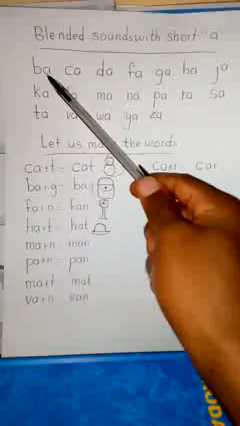 Blended sounds with short "a"
ba ca da fa ga ha ja
ka ma na pa ra sa
ta va wa ya za
Let us the words
ca+t = cat ca+r = car
ba+g = bag
fa+n = Fan
ha+t = hat
ma+n = man
pa+n = pan
ma+t = mat
va+n van